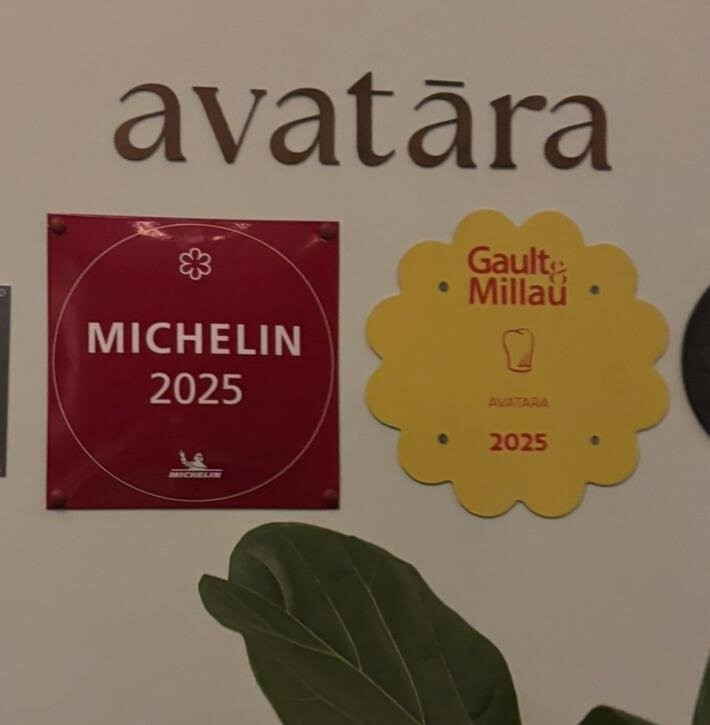 avatāra
MICHELIN
2025
MICHELIN
Gault&
Millau
AVATARA
2025